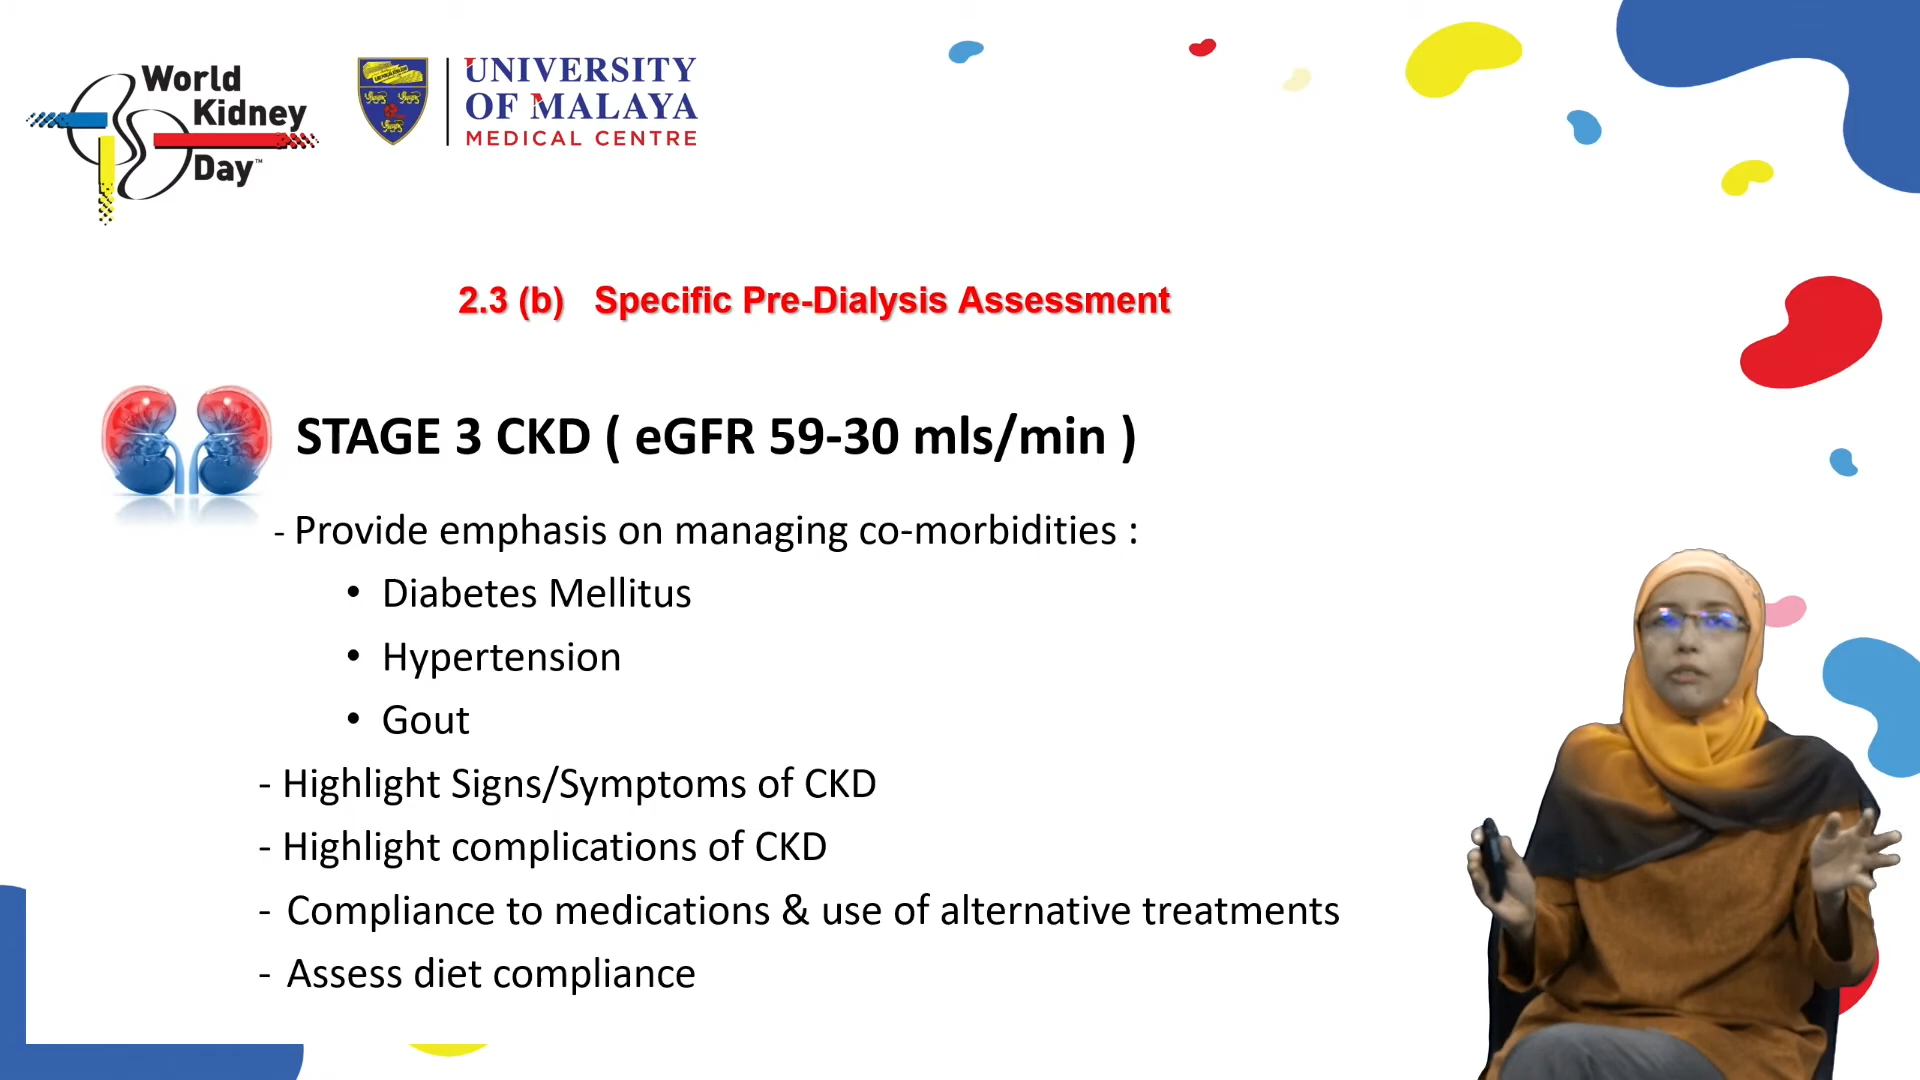 World
Kidney
Day™
UNIVERSITY
OF MALAYA
MEDICAL CENTRE
2.3 (b) Specific Pre-Dialysis Assessment
STAGE 3 CKD ( eGFR 59-30 mls/min )
- Provide emphasis on managing co-morbidities :
• Diabetes Mellitus
• Hypertension
• Gout
- Highlight Signs/Symptoms of CKD
- Highlight complications of CKD
- Compliance to medications & use of alternative treatments
- Assess diet compliance